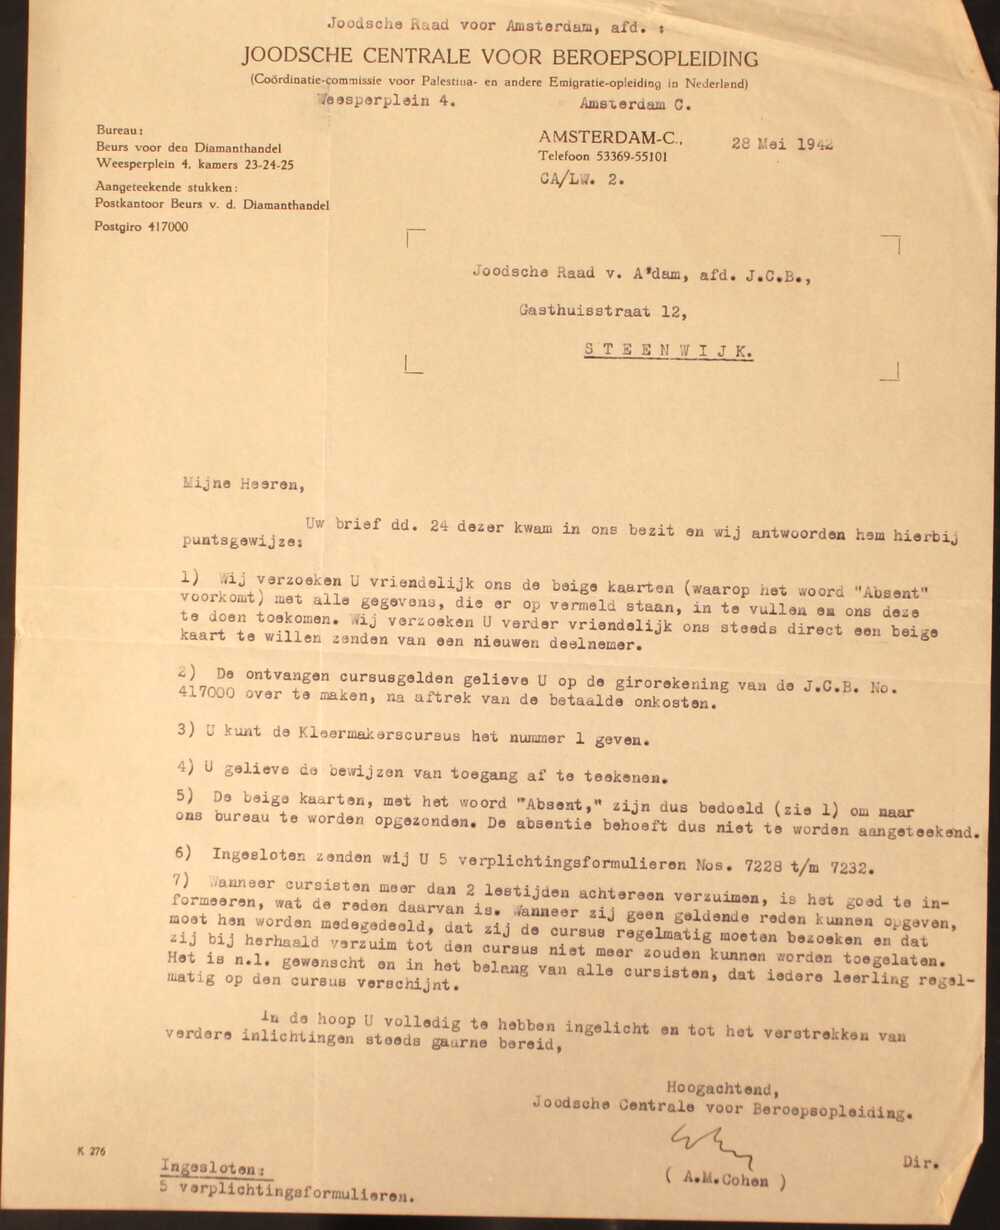 Joodsche Raad voor Amsterdam, afd. :
JOODSCHE CENTRALE VOOR BEROEPSOPLEIDING
(Coördinatie-commissie voor Palestina- en andere Emigratie-opleiding in Nederland)
Weesperplein 4. Amsterdam C.
Bureau:
Beurs voor den Diamanthandel
Weesperplein 4, kamers 23-24-25
Aangeteekende stukken:
Postkantoor Beurs v. d. Diamanthandel
Postgiro 417000
AMSTERDAM-C., 28 Mei 1942
Telefoon 53369-55101
CA/LW. 2.
Joodsche Raad v. A'dam, afd. J.C.B.,
Gasthuisstraat 12,
STEENWIJK.
Mijne Heeren,
Uw brief dd. 24 dezer kwam in ons bezit en wij antwoorden hem hierbij
puntsgewijze:
1) Wij verzoeken U vriendelijk ons de beige kaarten (waarop het woord "Absent"
voorkomt) met alle gegevens, die er op vermeld staan, in te vullen en ons deze
te doen toekomen. Wij verzoeken U verder vriendelijk ons steeds direct een beige
kaart te willen zenden van een nieuwen deelnemer.
2) De ontvangen cursusgelden gelieve U op de girorekening van de J.C.B. No.
417000 over te maken, na aftrek van de betaalde onkosten.
3) U kunt de Kleermakerscursus het nummer 1 geven.
4) U gelieve de bewijzen van toegang af te teekenen.
5) De beige kaarten, met het woord "Absent," zijn dus bedoeld (zie 1) om naar
ons bureau te worden opgezonden. De absentie behoeft dus niet te worden aangeteekend.
6) Ingesloten zenden wij U 5 verplichtingsformulieren Nos. 7228 t/m 7232.
7) Wanneer cursisten meer dan 2 lestijden achtereen verzuimen, is het goed te in-
formeeren, wat de reden daarvan is. Wanneer zij geen geldende reden kunnen opgeven,
moet hen worden medegedeeld, dat zij de cursus regelmatig moeten bezoeken en dat
zij bij herhaald verzuim tot den cursus niet meer zouden kunnen worden toegelaten.
Het is n.l. gewenscht en in het belang van alle cursisten, dat iedere leerling regel-
matig op den cursus verschijnt.
In de hoop U volledig te hebben ingelicht en tot het verstrekken van
verdere inlichtingen steeds gaarne bereid,
Hoogachtend,
Joodsche Centrale voor Beroepsopleiding.
Dir.
( A.M.Cohen )
K 276
Ingesloten:
5 verplichtingsformulieren.